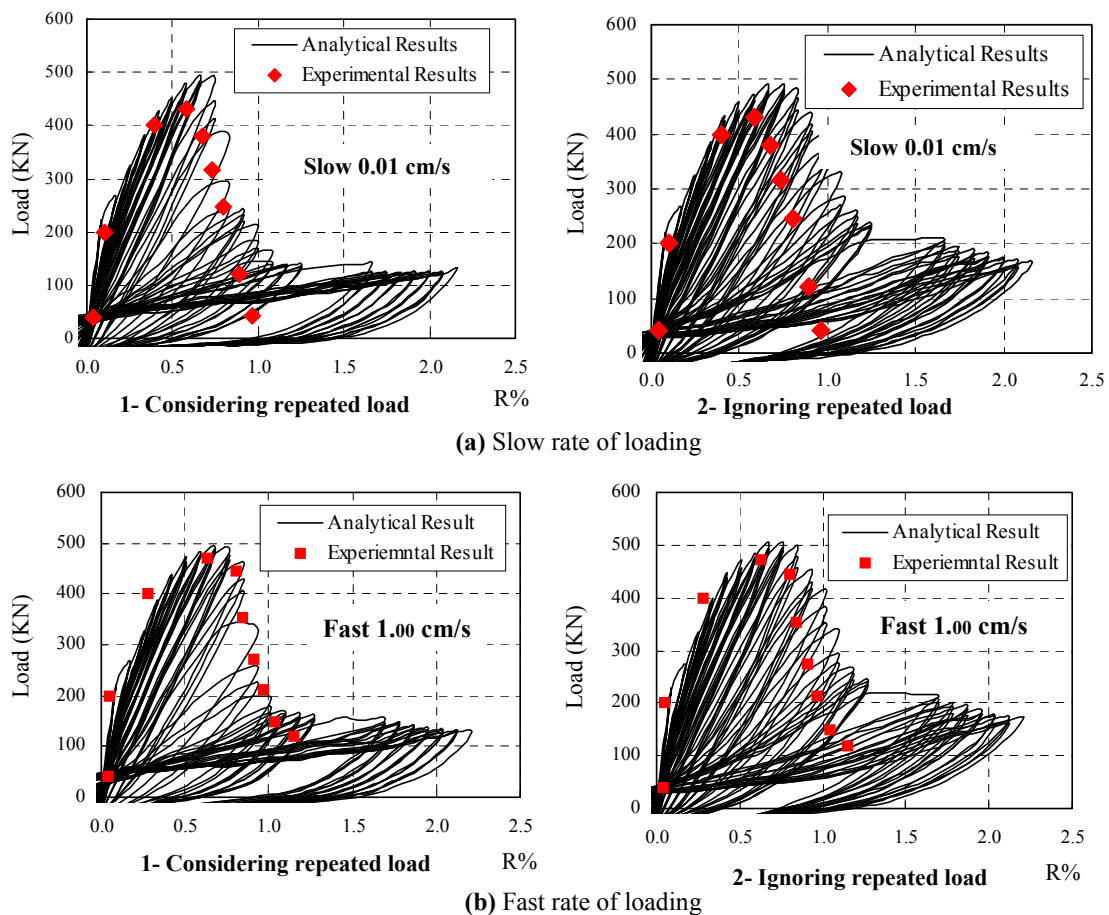 600
500
400
300
200
100
0
Load (KN)
Analytical Results
Experimental Results
Slow 0.01 cm/s
0.0 0.5 1.0 1.5 2.0 2.5
1- Considering repeated load R%
600
500
400
300
200
100
0
Load (KN)
Analytical Results
Experimental Results
Slow 0.01 cm/s
0.0 0.5 1.0 1.5 2.0 2.5
2- Ignoring repeated load
(a) Slow rate of loading
600
500
400
300
200
100
0
Load (KN)
Analytical Result
Experiemntal Result
Fast 1.00 cm/s
0.0 0.5 1.0 1.5 2.0 2.5
1- Considering repeated load R%
600
500
400
300
200
100
0
Load (KN)
Analytical Result
Experiemntal Result
Fast 1.00 cm/s
0.0 0.5 1.0 1.5 2.0 2.5
2- Ignoring repeated load R%
(b) Fast rate of loading